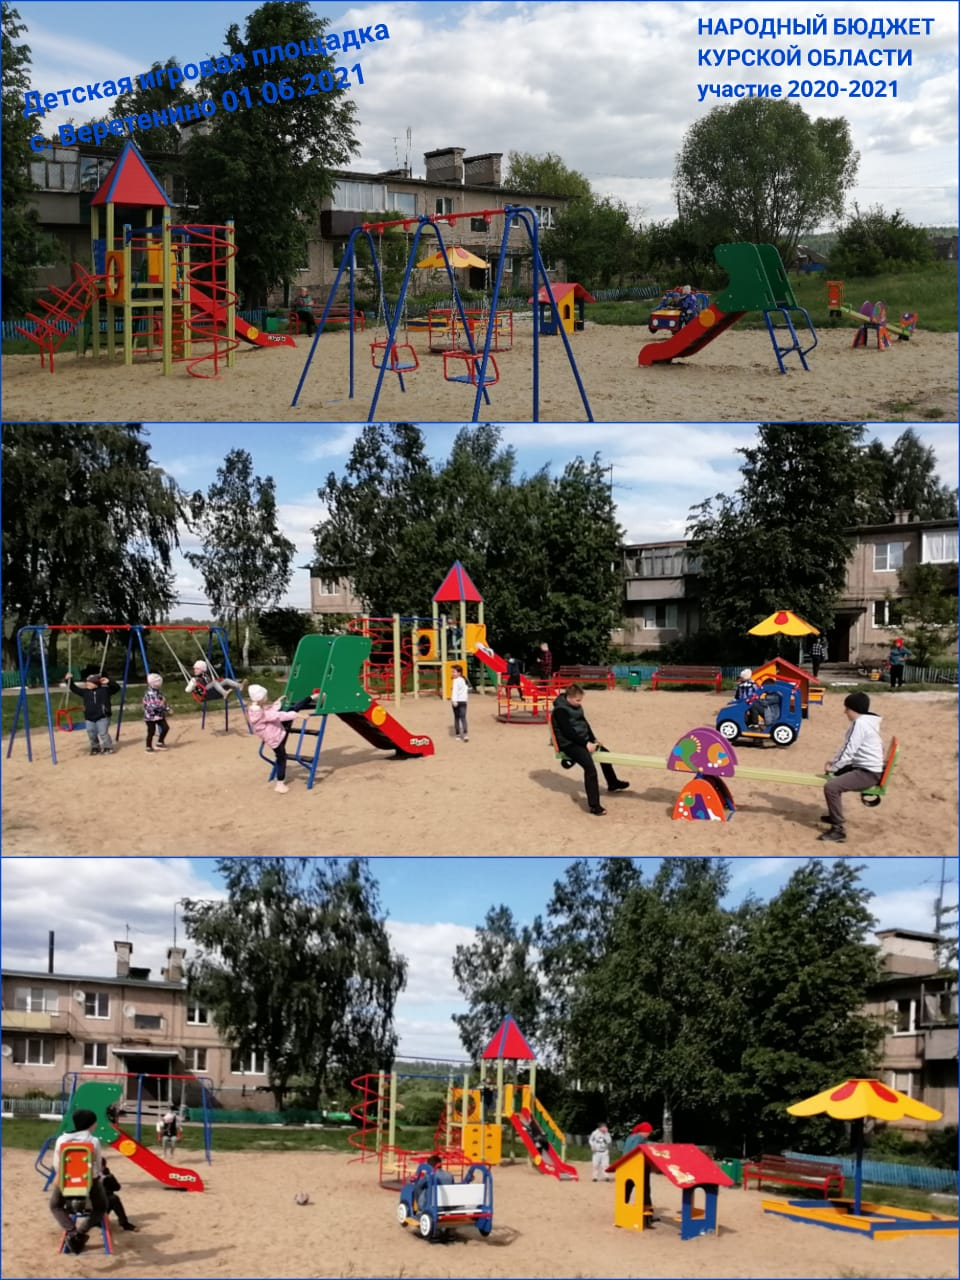 Детская игровая площадка
с. Веретенино 01.06.2021
НАРОДНЫЙ БЮДЖЕТ
КУРСКОЙ ОБЛАСТИ
участие 2020-2021